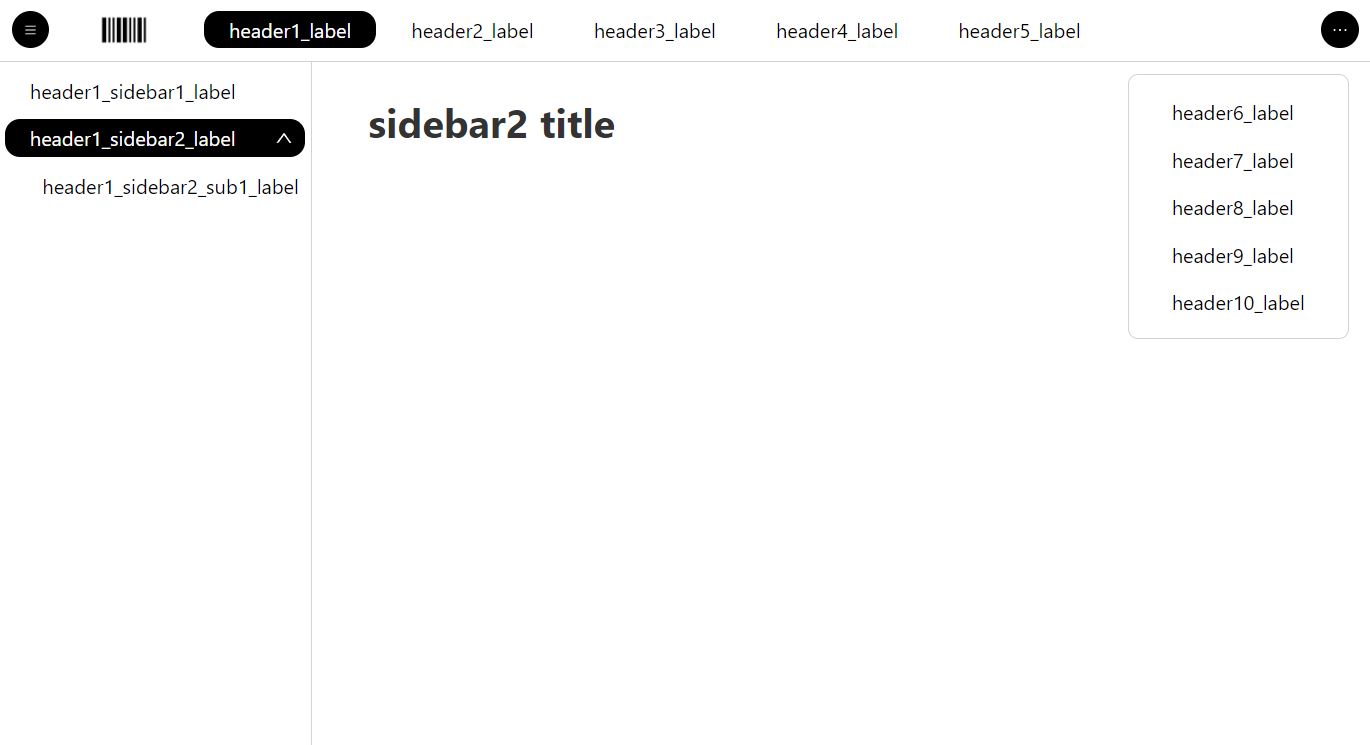 header1_label
header2_label
header3_label
header4_label
header5_label
header1_sidebar1_label
header1_sidebar2_label
header1_sidebar2_sub1_label
sidebar2 title
header6_label
header7_label
header8_label
header9_label
header10_label